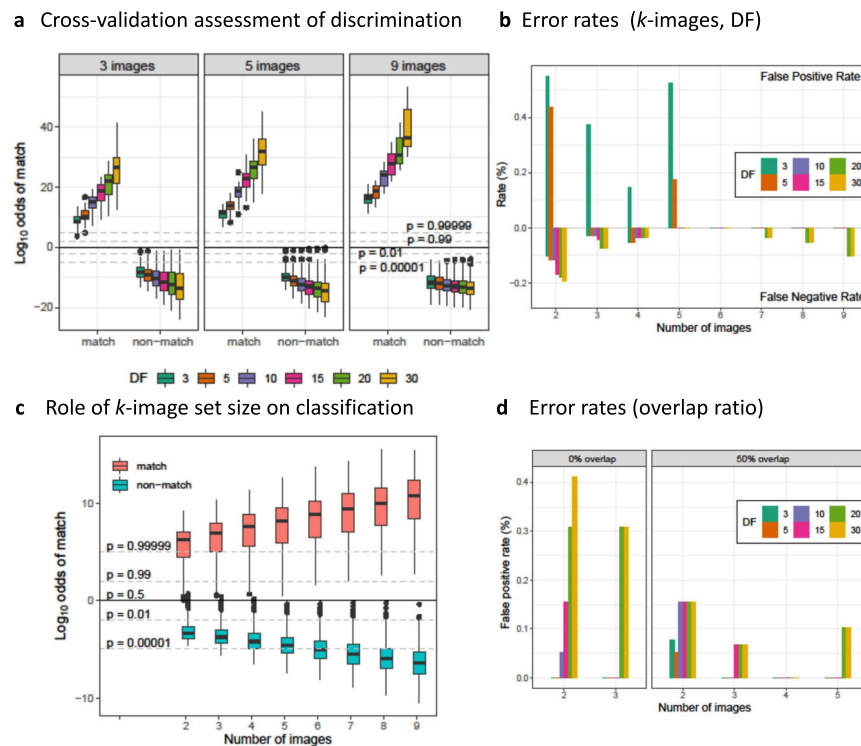 a Cross-validation assessment of discrimination
3 images 5 images 9 images
Log10 odds of match
40
20
0
−20
p = 0.99999
p = 0.99
p = 0.01
p = 0.00001
match non−match match non−match match non−match
DF 3 5 10 15 20 30
b Error rates (k-images, DF)
False Positive Rate
Rate (%)
0.4
0.2
0.0
−0.2
DF 3 10 20
5 15 30
False Negative Rate
2 3 4 5 6 7 8 9
Number of images
c Role of k-image set size on classification
match
non−match
Log10 odds of match
10
0
−10
p = 0.99999
p = 0.99
p = 0.5
p = 0.01
p = 0.00001
2 3 4 5 6 7 8 9
Number of images
d Error rates (overlap ratio)
0% overlap 50% overlap
False positive rate (%)
0.4
0.3
0.2
0.1
0.0
DF 3 10 20
5 15 30
2 3 2 3 4 5
Number of images